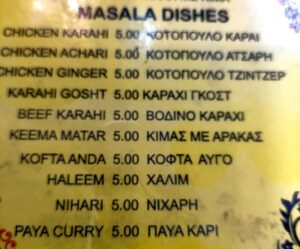 MASALA DISHES
CHICKEN KARAHI 5.00 ΚΟΤΟΠΟΥΛΟ ΚΑΡΑΙ
CHICKEN ACHARI 5.00 ΚΟΤΟΠΟΥΛΟ ΑΤΣΑΡΗ
CHICKEN GINGER 5.00 ΚΟΤΟΠΟΥΛΟ ΤΖΙΝΤΖΕΡ
KARAHI GOSHT 5.00 ΚΑΡΑΧΙ ΓΚΟΣΤ
BEEF KARAHI 5.00 ΒΟΔΙΝΟ ΚΑΡΑΧΙ
KEEMA MATAR 5.00 ΚΙΜΑΣ ΜΕ ΑΡΑΚΑΣ
KOFTA ANDA 5.00 ΚΟΦΤΑ ΑΥΓΟ
HALEEM 5.00 ΧΑΛΙΜ
NIHARI 5.00 ΝΙΧΑΡΗ
PAYA CURRY 5.00 ΠΑΥΑ ΚΑΡΙ